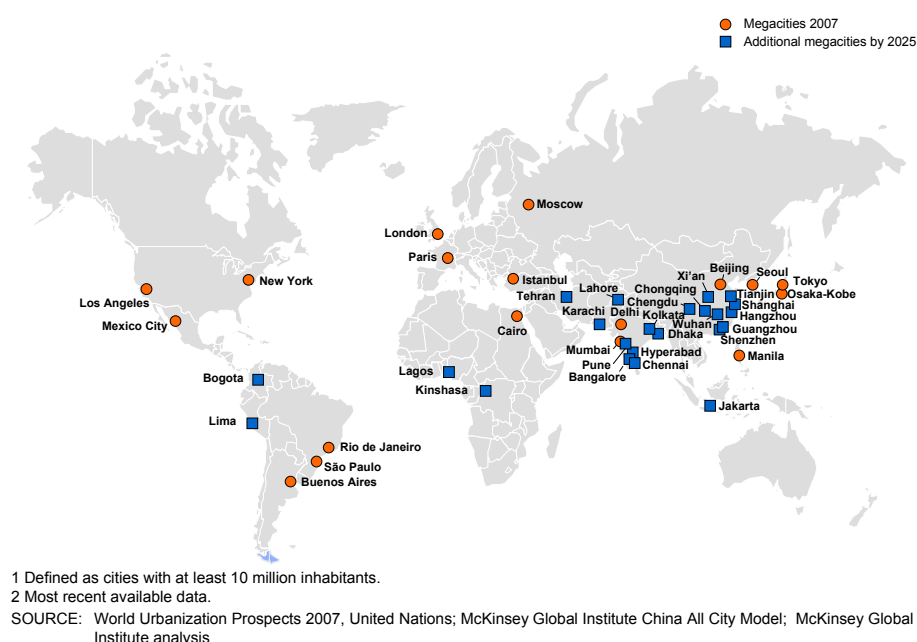 Megacities 2007
Additional megacities by 2025
Moscow
London
Paris
New York
Istanbul
Los Angeles
Mexico City
Tehran
Lahore
Karachi
Delhi
Cairo
Xi'an
Beijing
Seoul
Tokyo
Chongqing
Tianjin
Osaka-Kobe
Chengdu
Shanghai
Kolkata
Hangzhou
Wuhan
Guangzhou
Dhaka
Shenzhen
Mumbai
Hyperabad
Manila
Pune
Chennai
Bangalore
Bogota
Lagos
Kinshasa
Lima
Jakarta
Rio de Janeiro
São Paulo
Buenos Aires
1 Defined as cities with at least 10 million inhabitants.
2 Most recent available data.
SOURCE: World Urbanization Prospects 2007, United Nations; McKinsey Global Institute China All City Model; McKinsey Global
Institute analysis